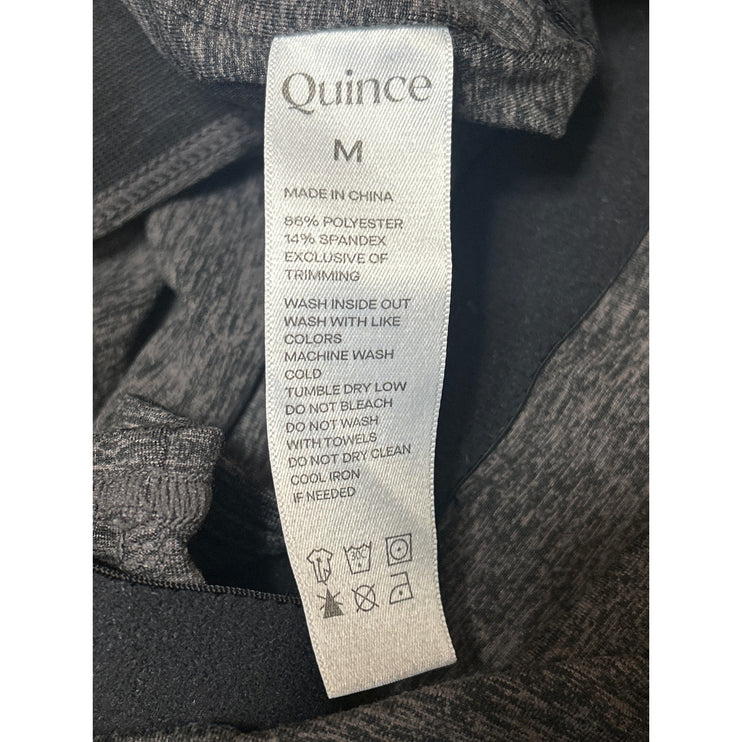 Quince
M
MADE IN CHINA
86% POLYESTER
14% SPANDEX
EXCLUSIVE OF
TRIMMING
WASH INSIDE OUT
WASH WITH LIKE
COLORS
MACHINE WASH
COLD
TUMBLE DRY LOW
DO NOT BLEACH
DO NOT WASH
WITH TOWELS
DO NOT DRY CLEAN
COOL IRON
IF NEEDED
30C